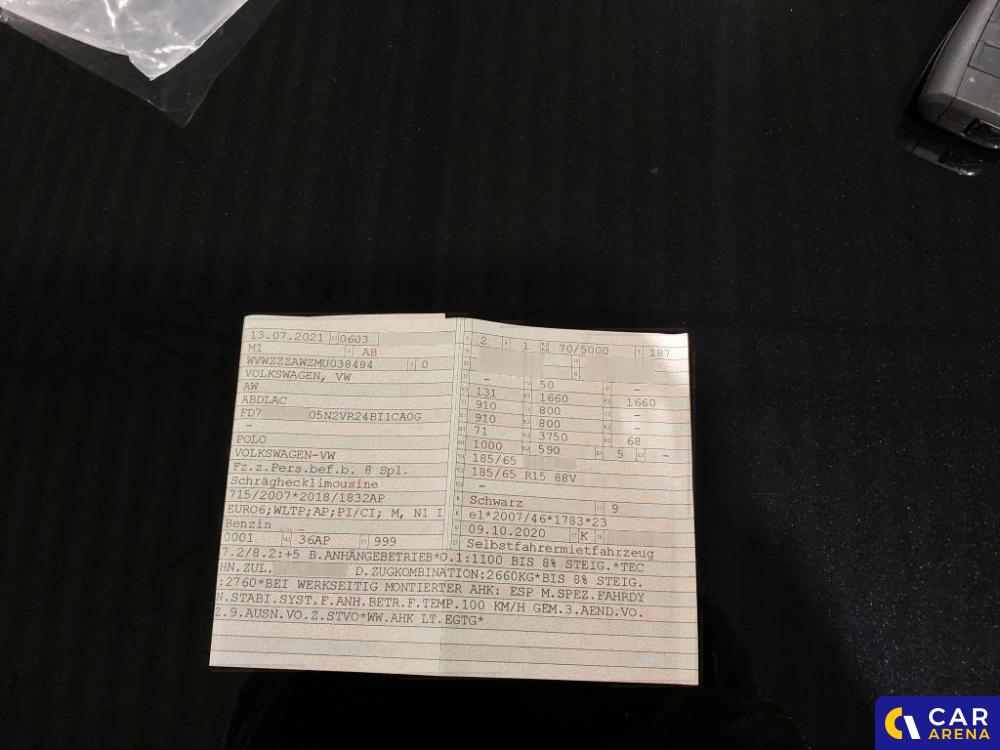 13.07.2021 0603
M1 AB
WVWZZZAWZMU038484 0
VOLKSWAGEN, VW
AW
ABDLAC
FD7 05N2VR24BI1CA0G
-
POLO
VOLKSWAGEN-VW
Fz.z.Pers.bef.b. 8 Spl.
Schräghecklimousine
715/2007*2018/1832AP
EURO6;WLTP;AP;PI/CI; M, N1 I
Benzin
0001 36AP 999
2 1 70/5000 187
- 50 -
131 1660 1660
910 800 -
910 800 -
71 3750 68
1000 590 5 -
185/65
185/65 R15 88V
-
Schwarz 9
e1*2007/46*1783*23
09.10.2020 K
Selbstfahrermietfahrzeug
7.2/8.2:+5 B.ANHÄNGEBETRIEB*O.1:1100 BIS 8% STEIG.*TEC
HN.ZUL. D.ZUGKOMBINATION:2660KG*BIS 8% STEIG.
:2760*BEI WERKSEITIG MONTIERTER AHK: ESP M.SPEZ.FAHRDY
N.STABI.SYST.F.ANH.BETR.F.TEMP.100 KM/H GEM.3.AEND.VO.
Z.9.AUSN.VO.Z.STVO*WW.AHK LT.EGTG*
CAR
ARENA